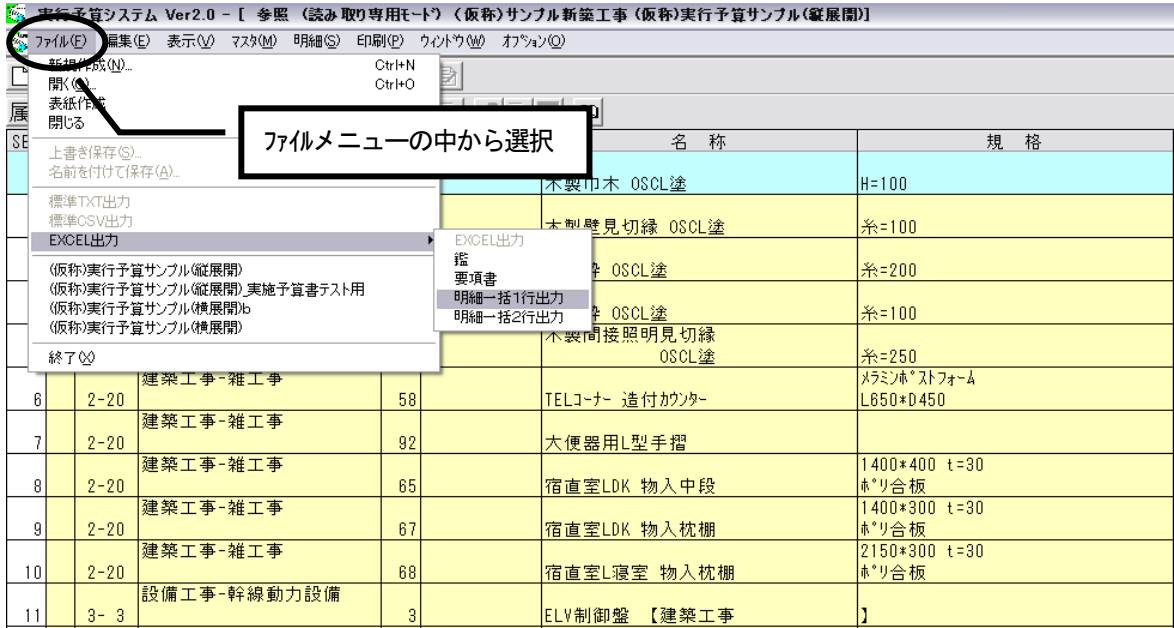 実行予算システム Ver2.0 - [ 参照 (読み取り専用ﾓｰﾄﾞ) (仮称)サンプル新築工事 (仮称)実行予算サンプル(縦展開)]
ﾌｧｲﾙ(F) 編集(E) 表示(V) ﾏｽﾀ(M) 明細(S) 印刷(P) ｳｨﾝﾄﾞｳ(W) ｵﾌﾟｼｮﾝ(O)
新規作成(N)... Ctrl+N
開く(O)... Ctrl+O
表紙作成
閉じる
上書き保存(S)...
名前を付けて保存(A)...
標準TXT出力
標準CSV出力
EXCEL出力
(仮称)実行予算サンプル(縦展開)
(仮称)実行予算サンプル(縦展開)_実施予算書テスト用
(仮称)実行予算サンプル(横展開)b
(仮称)実行予算サンプル(横展開)
終了(X)
ﾌｧｲﾙメニューの中から選択
EXCEL出力
鑑
要項書
明細一括1行出力
明細一括2行出力
属
SE 名 称 規 格
木製巾木 OSCL塗 H=100
木製壁見切縁 OSCL塗 糸=100
OSCL塗 糸=200
OSCL塗 糸=100
木製間接照明見切縁
OSCL塗 糸=250
建築工事-雑工事 ﾒﾗﾐﾝﾎﾟｽﾄﾌｫｰﾑ
6 2-20 58 TELｺｰﾅｰ 造付ｶｳﾝﾀｰ L650*D450
建築工事-雑工事
7 2-20 92 大便器用L型手摺
建築工事-雑工事 1400*400 t=30
8 2-20 65 宿直室LDK 物入中段 ﾎﾟﾘ合板
建築工事-雑工事 1400*300 t=30
9 2-20 67 宿直室LDK 物入枕棚 ﾎﾟﾘ合板
建築工事-雑工事 2150*300 t=30
10 2-20 68 宿直室L寝室 物入枕棚 ﾎﾟﾘ合板
設備工事-幹線動力設備
11 3- 3 3 ELV制御盤 【建築工事 】